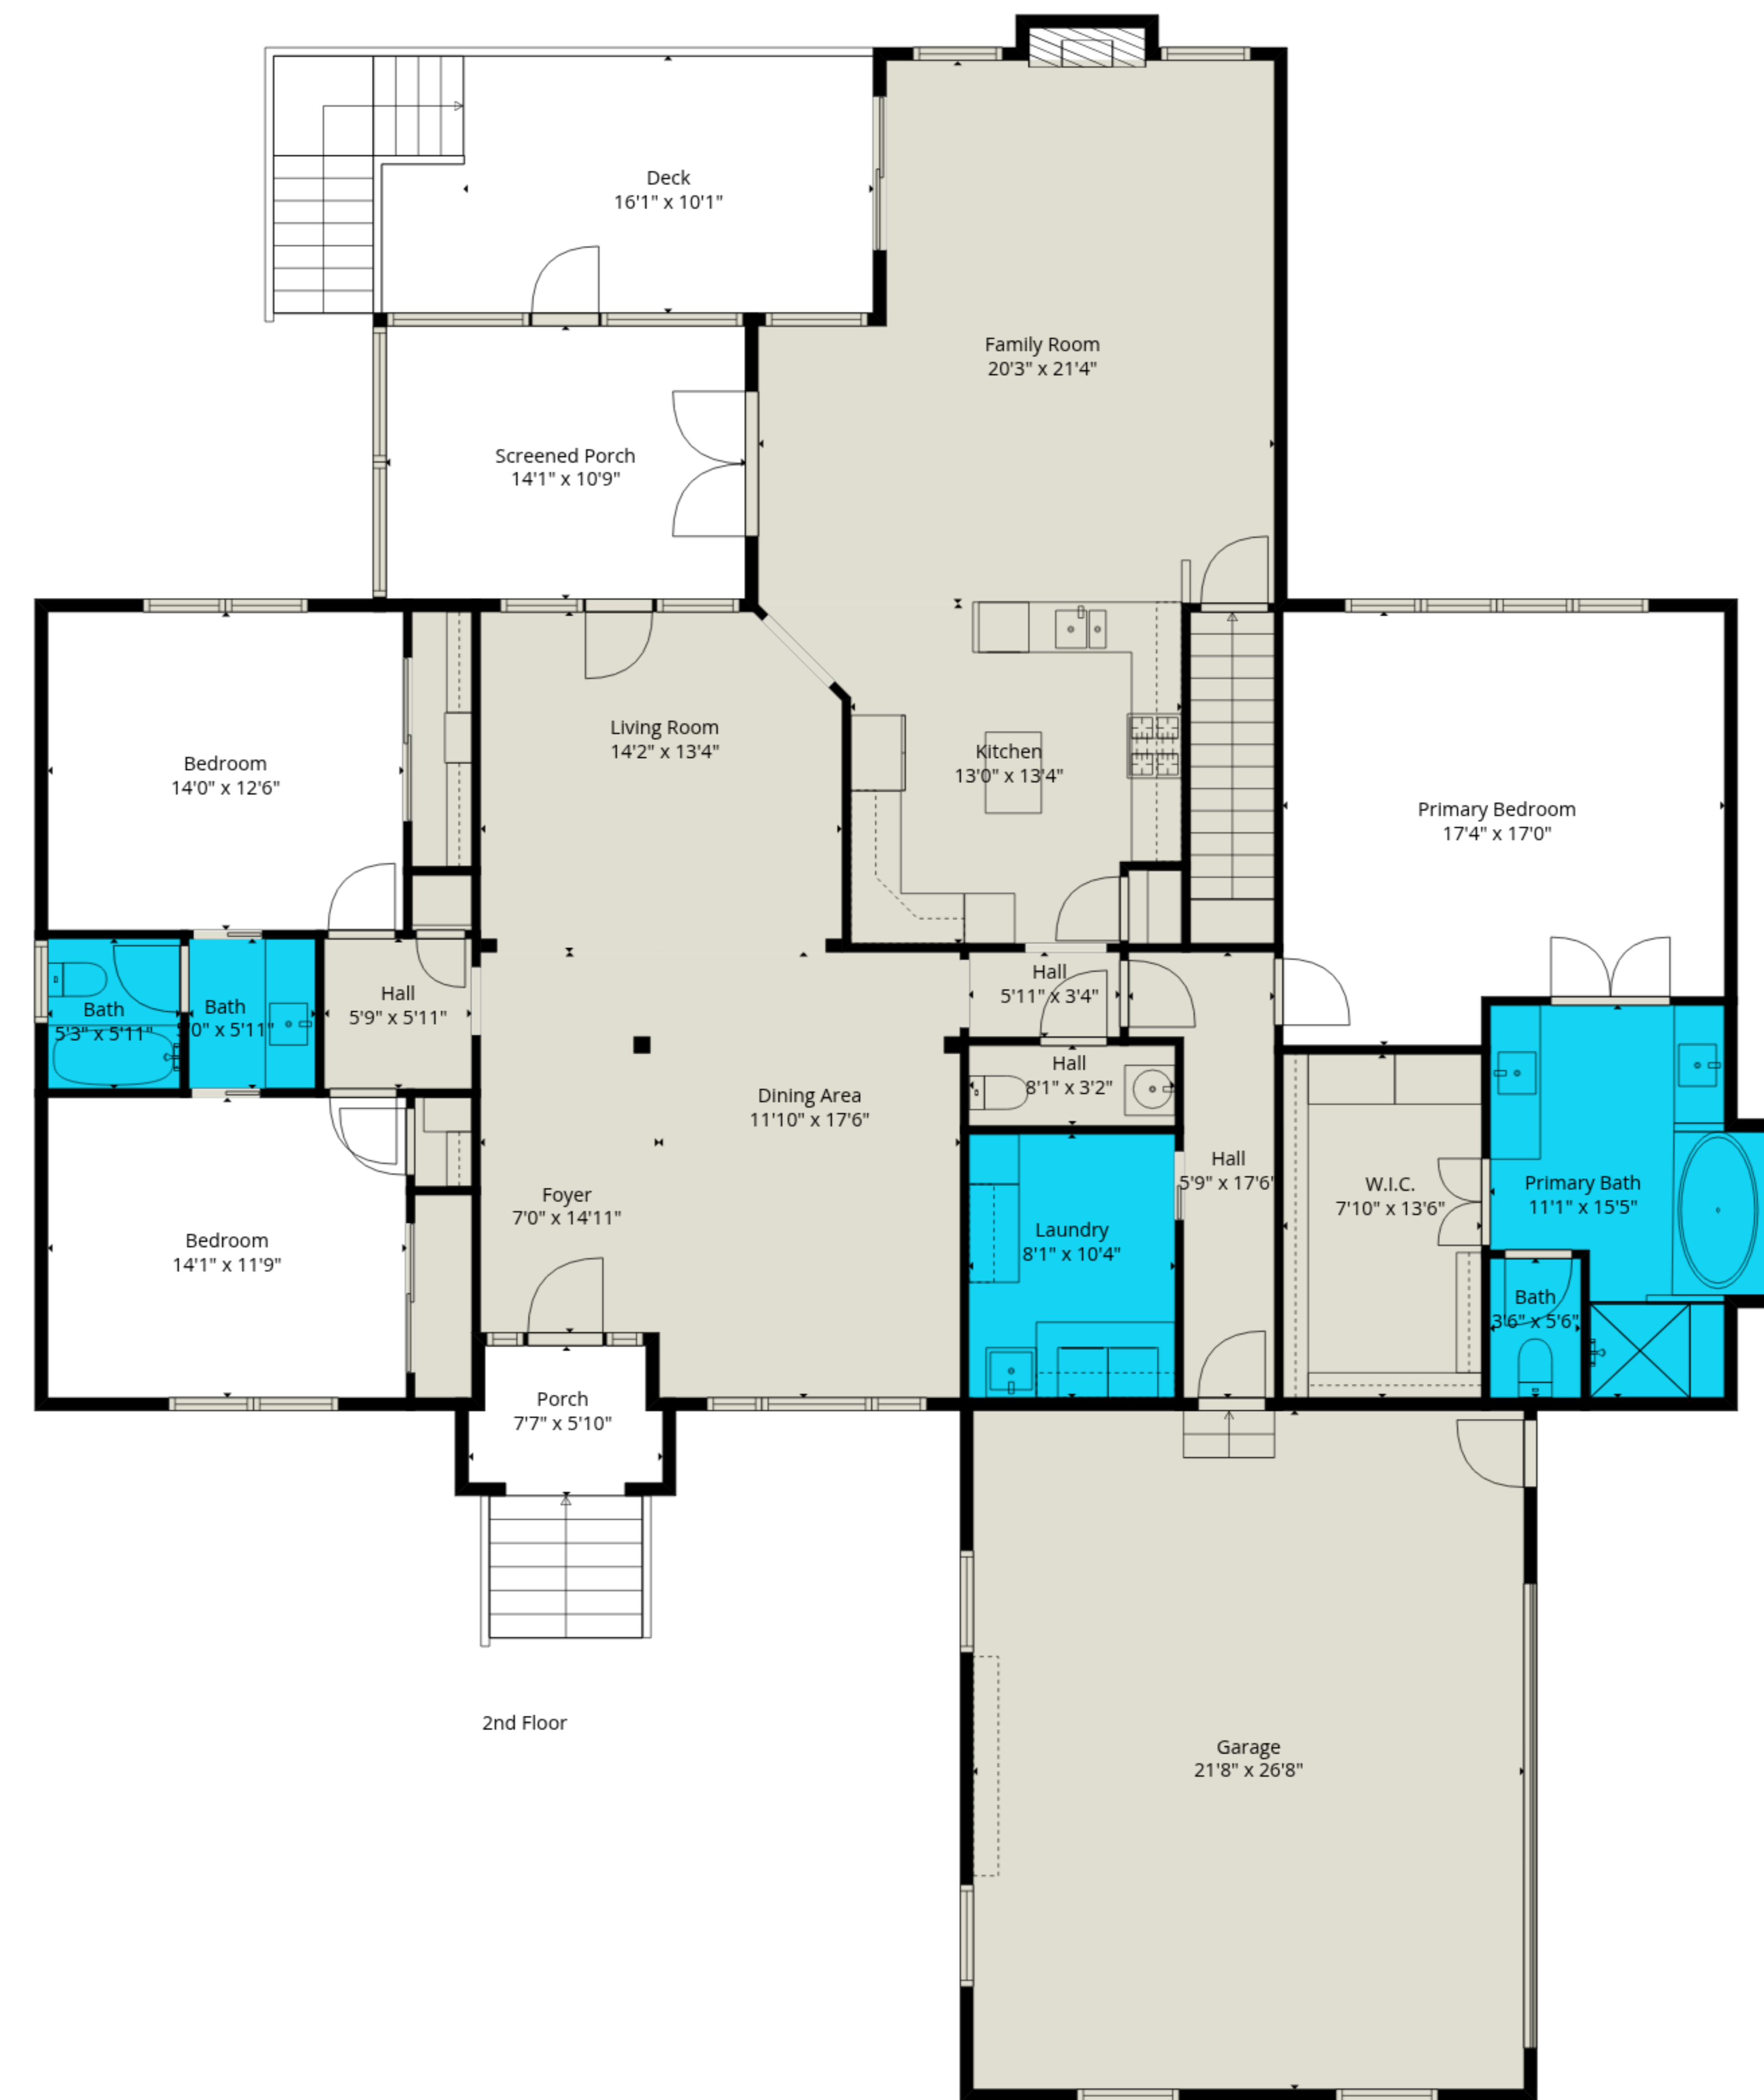 Deck
16'1" x 10'1"
Family Room
20'3" x 21'4"
Screened Porch
14'1" x 10'9"
Living Room
14'2" x 13'4"
Kitchen
13'0" x 13'4"
Bedroom
14'0" x 12'6"
Primary Bedroom
17'4" x 17'0"
Hall
5'11" x 3'4"
Hall
5'9" x 5'11"
Bath
5'3" x 5'11"
Bath
0" x 5'11"
Hall
8'1" x 3'2"
Dining Area
11'10" x 17'6"
Hall
5'9" x 17'6"
W.I.C.
7'10" x 13'6"
Primary Bath
11'1" x 15'5"
Foyer
7'0" x 14'11"
Laundry
8'1" x 10'4"
Bedroom
14'1" x 11'9"
Bath
3'6" x 5'6"
Porch
7'7" x 5'10"
2nd Floor
Garage
21'8" x 26'8"